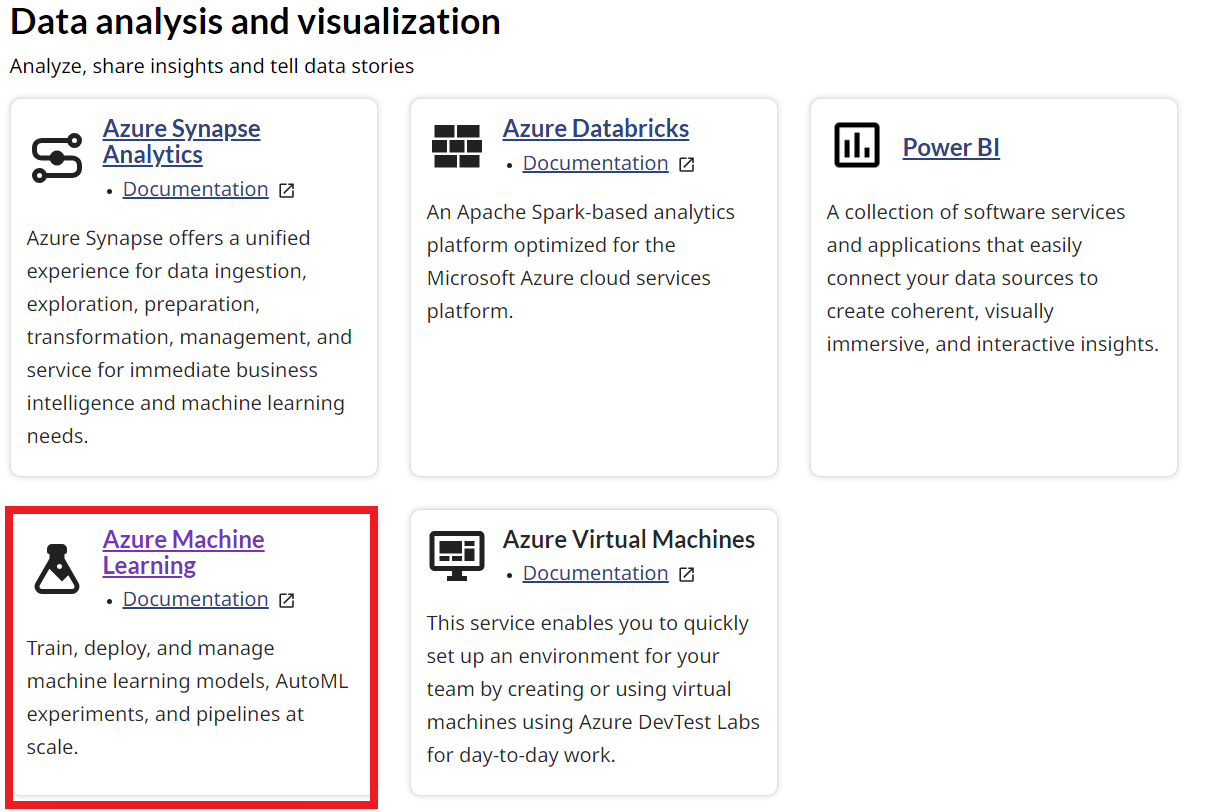 Data analysis and visualization
Analyze, share insights and tell data stories
Azure Synapse
Analytics
• Documentation
Azure Synapse offers a unified
experience for data ingestion,
exploration, preparation,
transformation, management, and
service for immediate business
intelligence and machine learning
needs.
Azure Databricks
• Documentation
An Apache Spark-based analytics
platform optimized for the
Microsoft Azure cloud services
platform.
Power BI
A collection of software services
and applications that easily
connect your data sources to
create coherent, visually
immersive, and interactive insights.
Azure Machine
Learning
• Documentation
Train, deploy, and manage
machine learning models, AutoML
experiments, and pipelines at
scale.
Azure Virtual Machines
• Documentation
This service enables you to quickly
set up an environment for your
team by creating or using virtual
machines using Azure DevTest Labs
for day-to-day work.